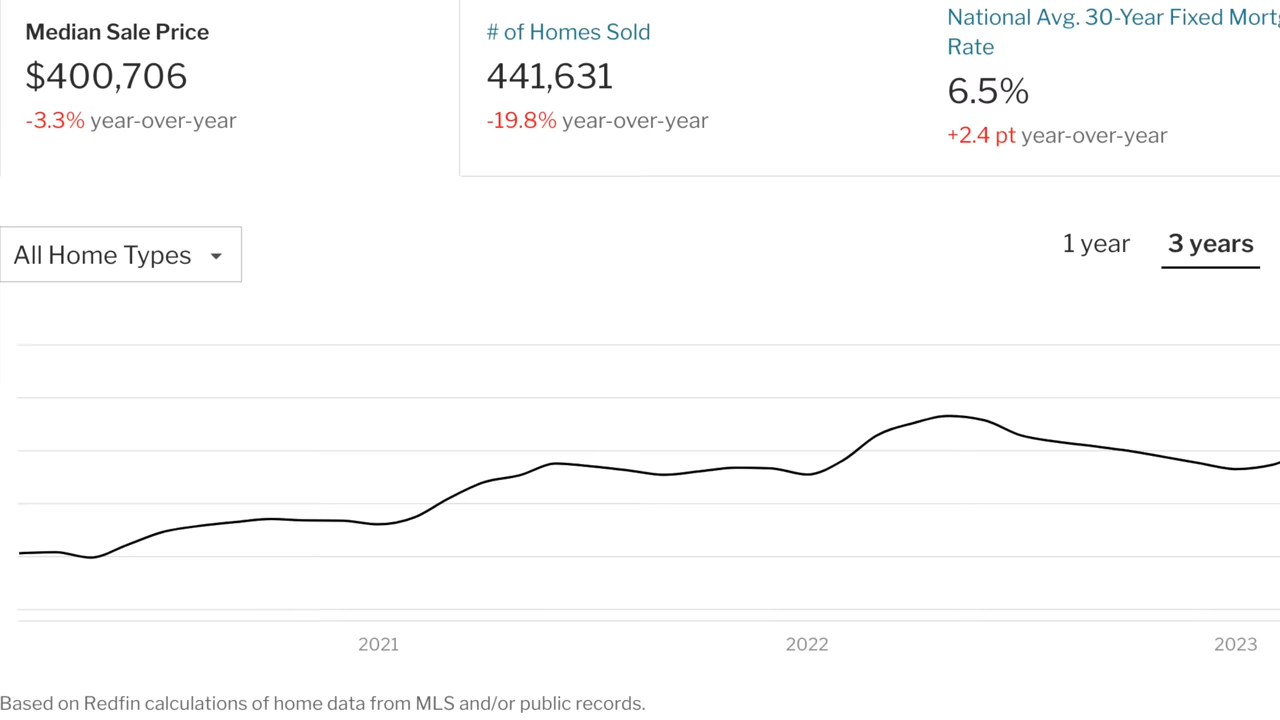 Median Sale Price
$400,706
-3.3% year-over-year
# of Homes Sold
441,631
-19.8% year-over-year
National Avg. 30-Year Fixed
Rate
6.5%
+2.4 pt year-over-year
All Home Types
1 year
3 years
2021
2022
2023
Based on Redfin calculations of home data from MLS and/or public records.